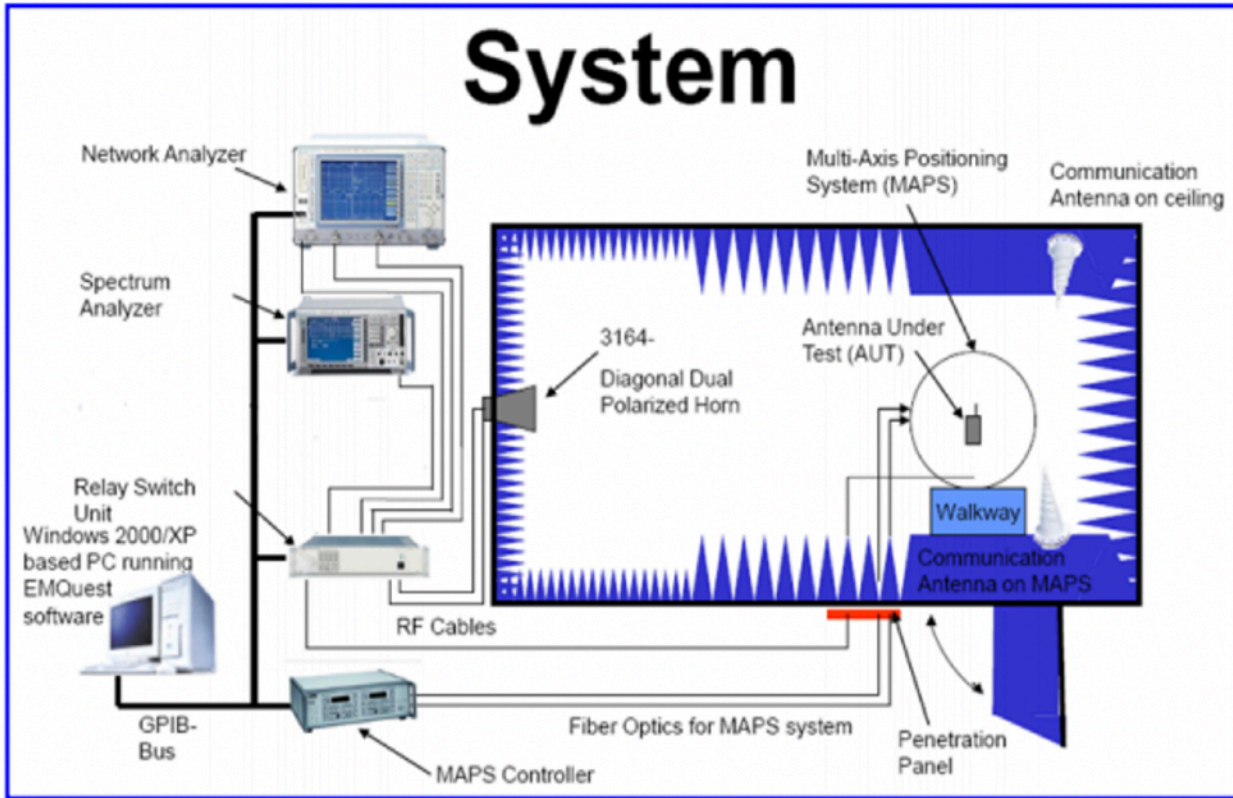 System
Network Analyzer
Multi-Axis Positioning
System (MAPS)
Communication
Antenna on ceiling
Spectrum
Analyzer
3164-
Diagonal Dual
Polarized Horn
Antenna Under
Test (AUT)
Relay Switch
Unit
Windows 2000/XP
based PC running
EMQuest
software
Walkway
Communication
Antenna on MAPS
RF Cables
GPIB-
Bus
Fiber Optics for MAPS system
Penetration
Panel
MAPS Controller